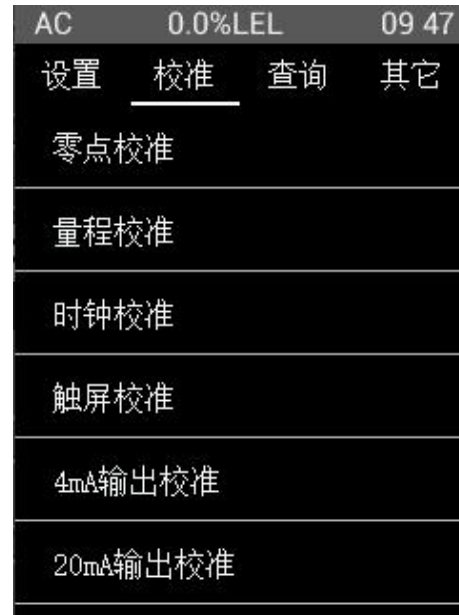 AC 0.0%LEL 09 47
设置 校准 查询 其它
零点校准
量程校准
时钟校准
触屏校准
4mA输出校准
20mA输出校准